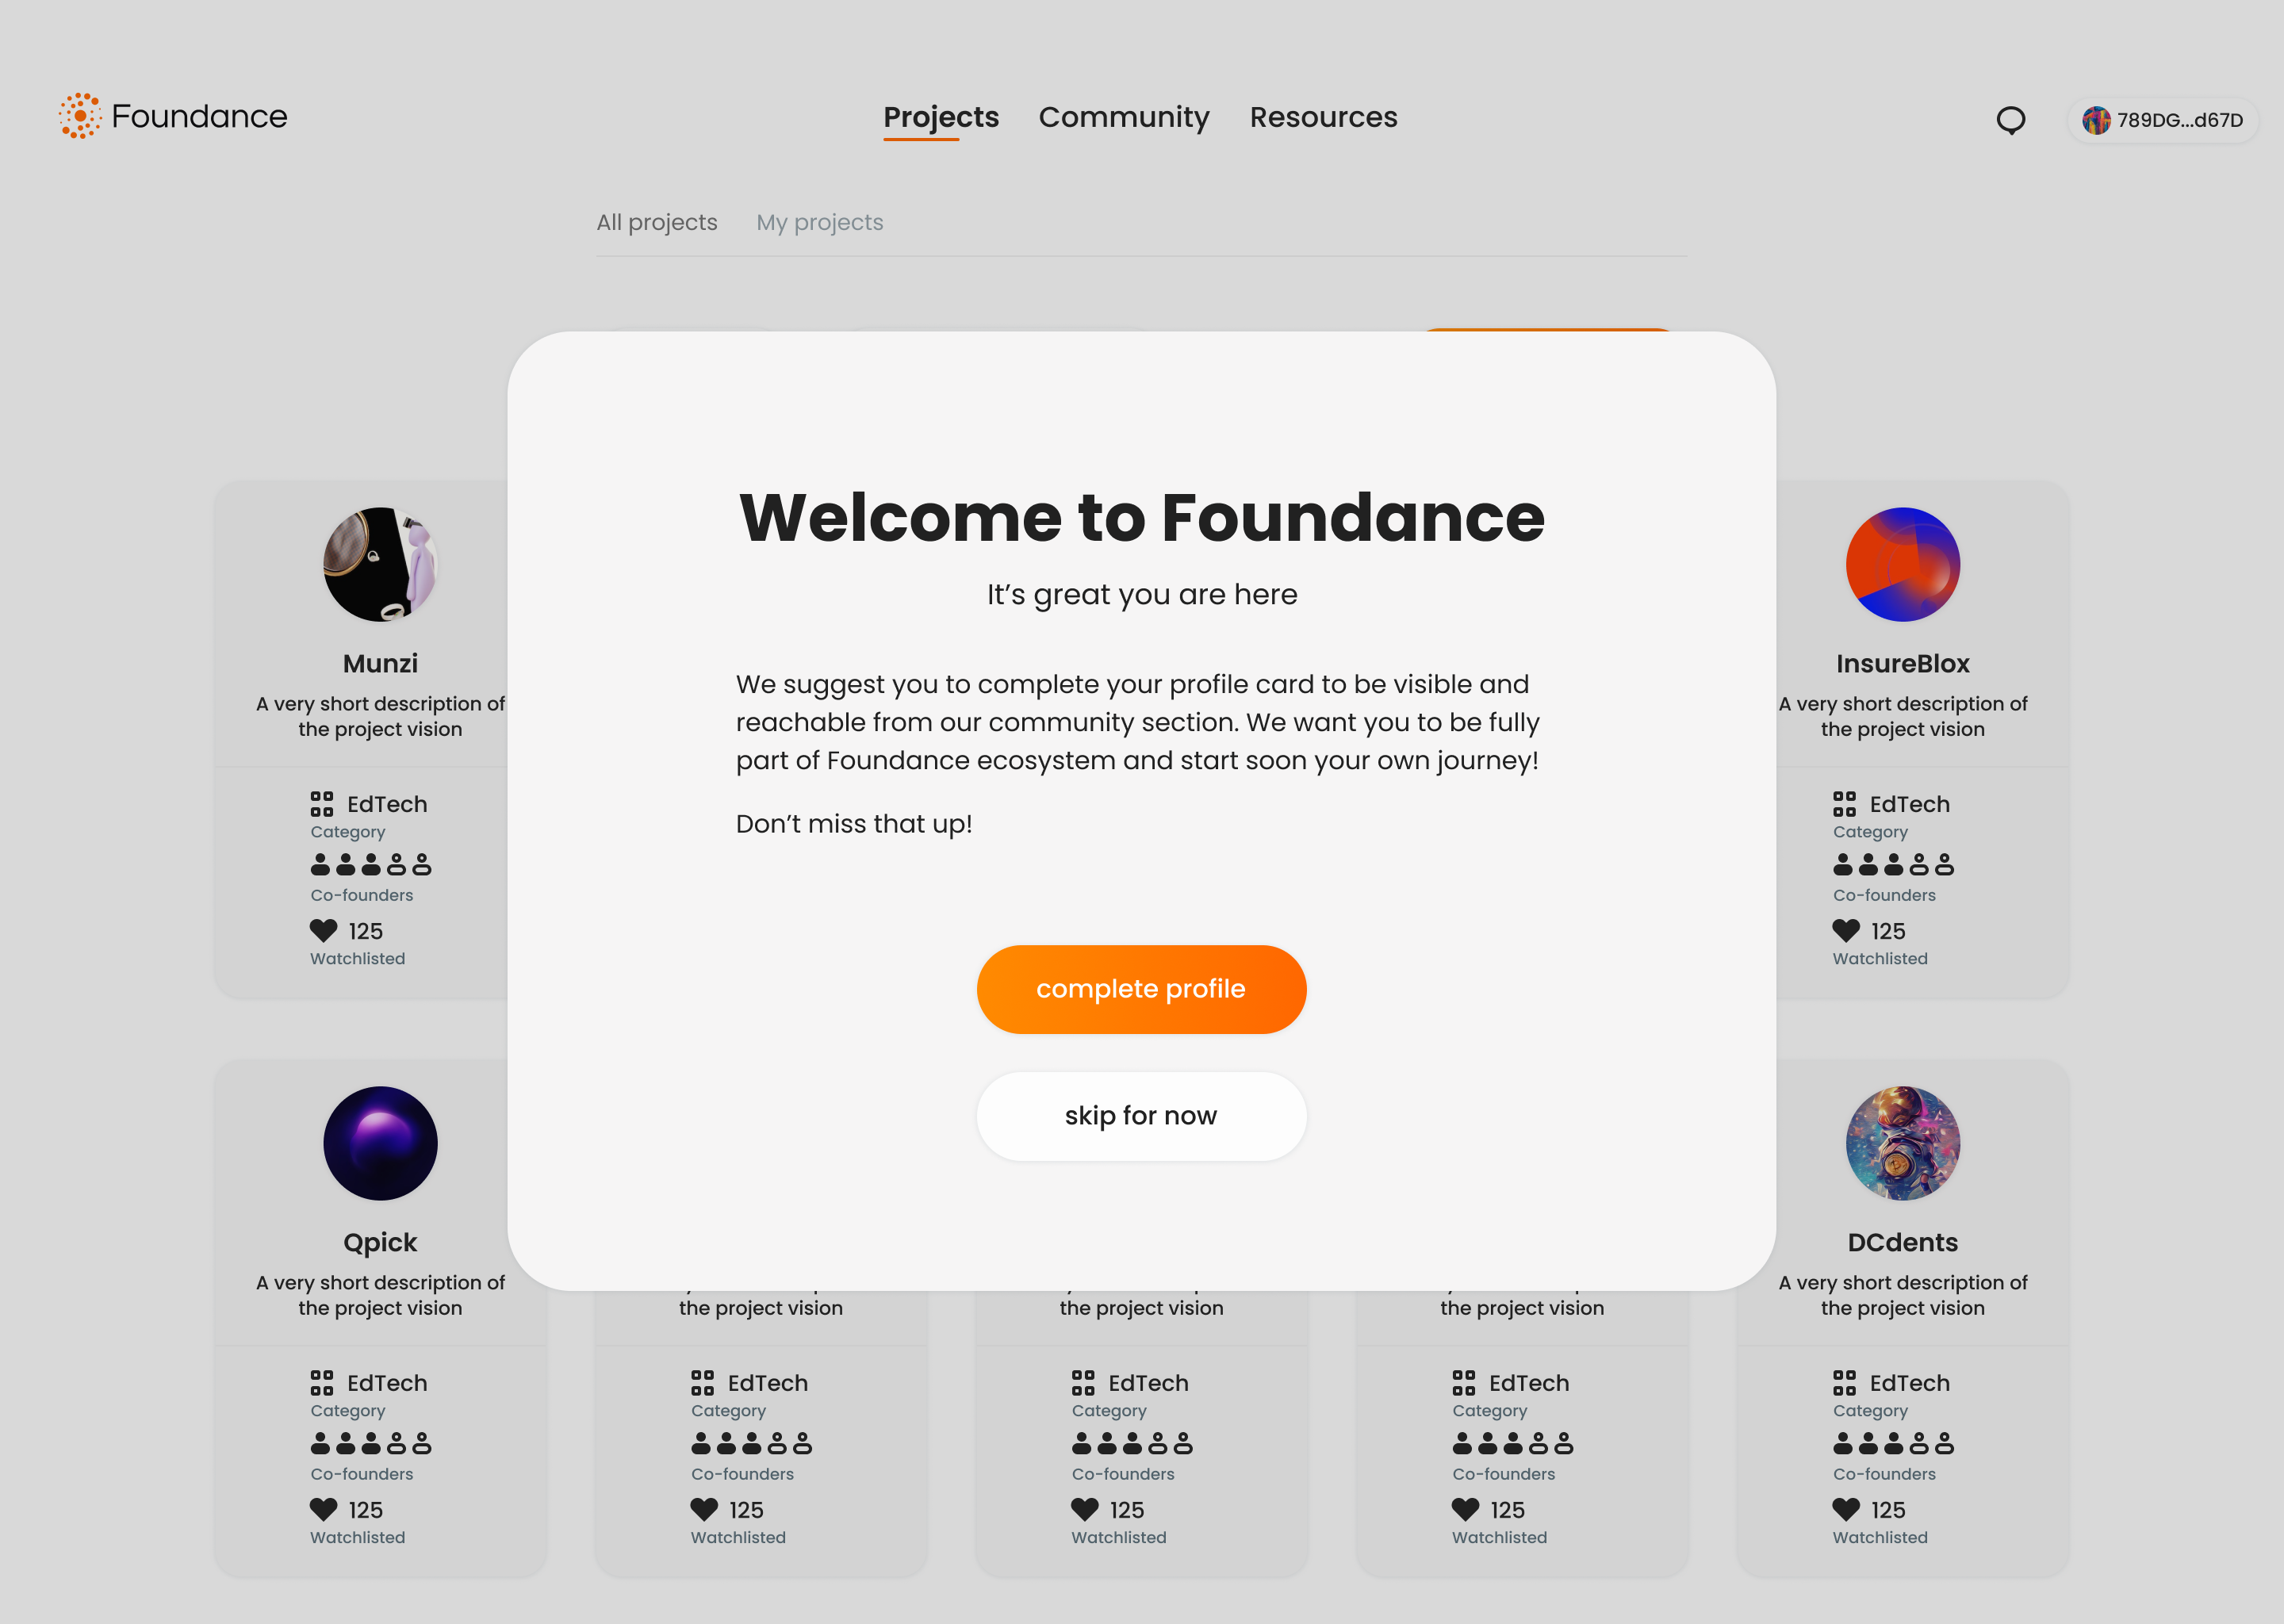 Foundance
Projects Community Resources
789DG...d67D
All projects My projects
Welcome to Foundance
It's great you are here
We suggest you to complete your profile card to be visible and
reachable from our community section. We want you to be fully
part of Foundance ecosystem and start soon your own journey!
Don't miss that up!
complete profile
skip for now
Munzi
A very short description of
the project vision
EdTech
Category
Co-founders
125
Watchlisted
InsureBlox
A very short description of
the project vision
EdTech
Category
Co-founders
125
Watchlisted
Qpick
A very short description of
the project vision
EdTech
Category
Co-founders
125
Watchlisted
the project vision
EdTech
Category
Co-founders
125
Watchlisted
the project vision
EdTech
Category
Co-founders
125
Watchlisted
the project vision
EdTech
Category
Co-founders
125
Watchlisted
DCdents
A very short description of
the project vision
EdTech
Category
Co-founders
125
Watchlisted